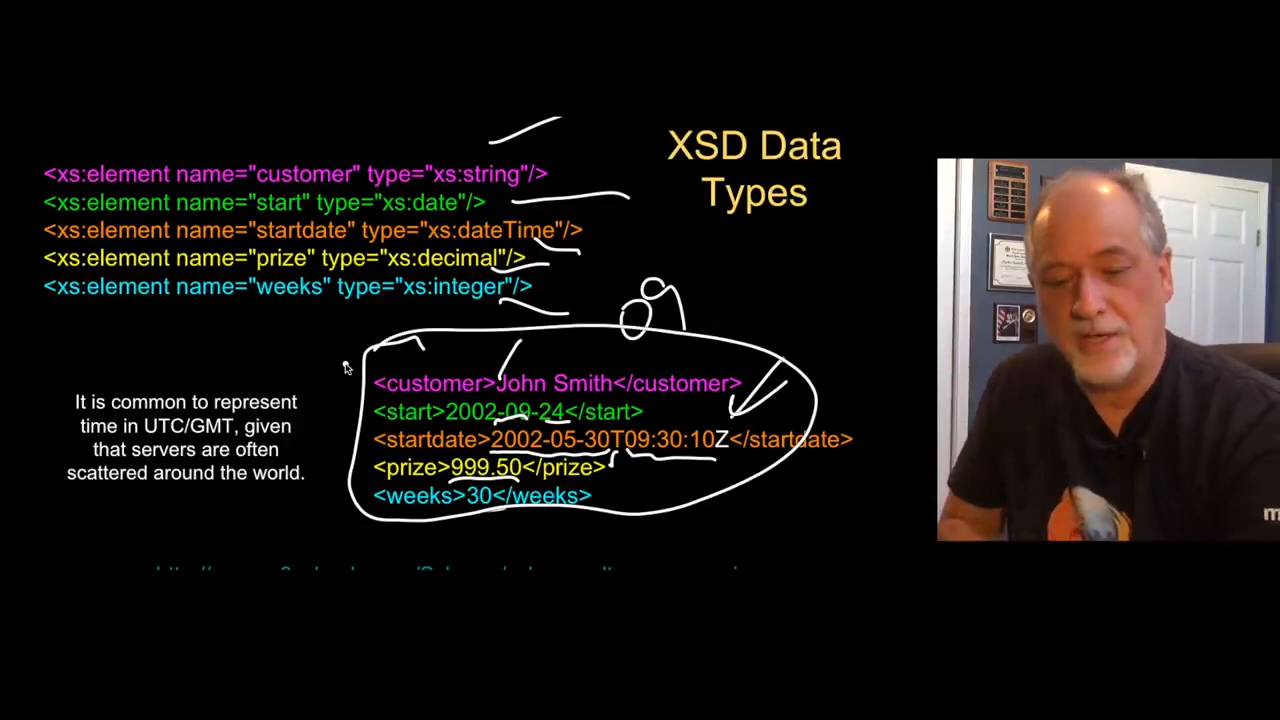 XSD Data
Types
<xs:element name="customer" type="xs:string"/>
<xs:element name="start" type="xs:date"/>
<xs:element name="startdate" type="xs:dateTime"/>
<xs:element name="prize" type="xs:decimal"/>
<xs:element name="weeks" type="xs:integer"/>
<customer>John Smith</customer>
<start>2002-09-24</start>
<startdate>2002-05-30T09:30:10Z</startdate>
<prize>999.50</prize>
<weeks>30</weeks>
It is common to represent
time in UTC/GMT, given
that servers are often
scattered around the world.